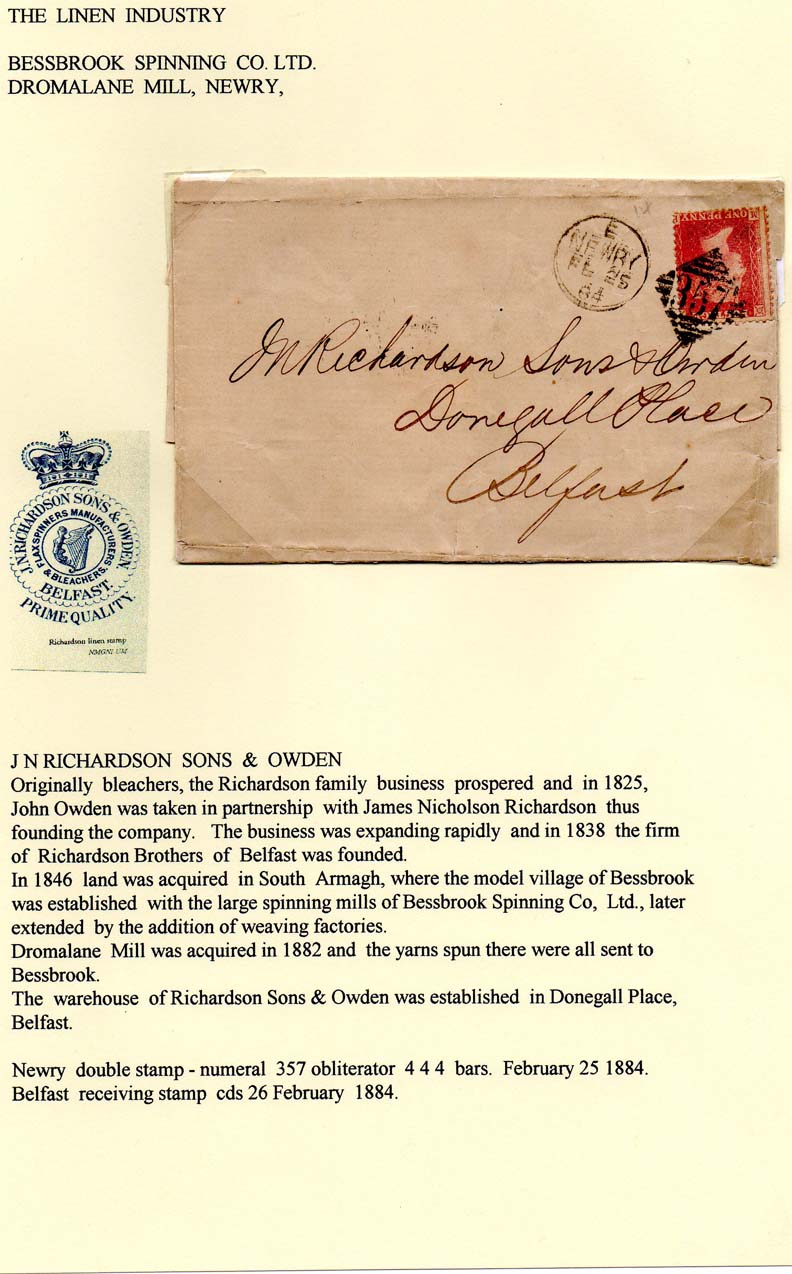 THE LINEN INDUSTRY
BESSBROOK SPINNING CO. LTD.
DROMALANE MILL, NEWRY,
ONE PENNY
E
NEWRY
FE 25
84
357
J N Richardson Sons & Owden
Donegall Place
Belfast
J.N. RICHARDSON SONS & OWDEN.
FLAX SPINNERS MANUFACTURERS
& BLEACHERS.
BELFAST.
PRIME QUALITY.
Richardson linen stamp
NMGNI UM
J N RICHARDSON SONS & OWDEN
Originally bleachers, the Richardson family business prospered and in 1825,
John Owden was taken in partnership with James Nicholson Richardson thus
founding the company. The business was expanding rapidly and in 1838 the firm
of Richardson Brothers of Belfast was founded.
In 1846 land was acquired in South Armagh, where the model village of Bessbrook
was established with the large spinning mills of Bessbrook Spinning Co, Ltd., later
extended by the addition of weaving factories.
Dromalane Mill was acquired in 1882 and the yarns spun there were all sent to
Bessbrook.
The warehouse of Richardson Sons & Owden was established in Donegall Place,
Belfast.
Newry double stamp - numeral 357 obliterator 4 4 4 bars. February 25 1884.
Belfast receiving stamp cds 26 February 1884.